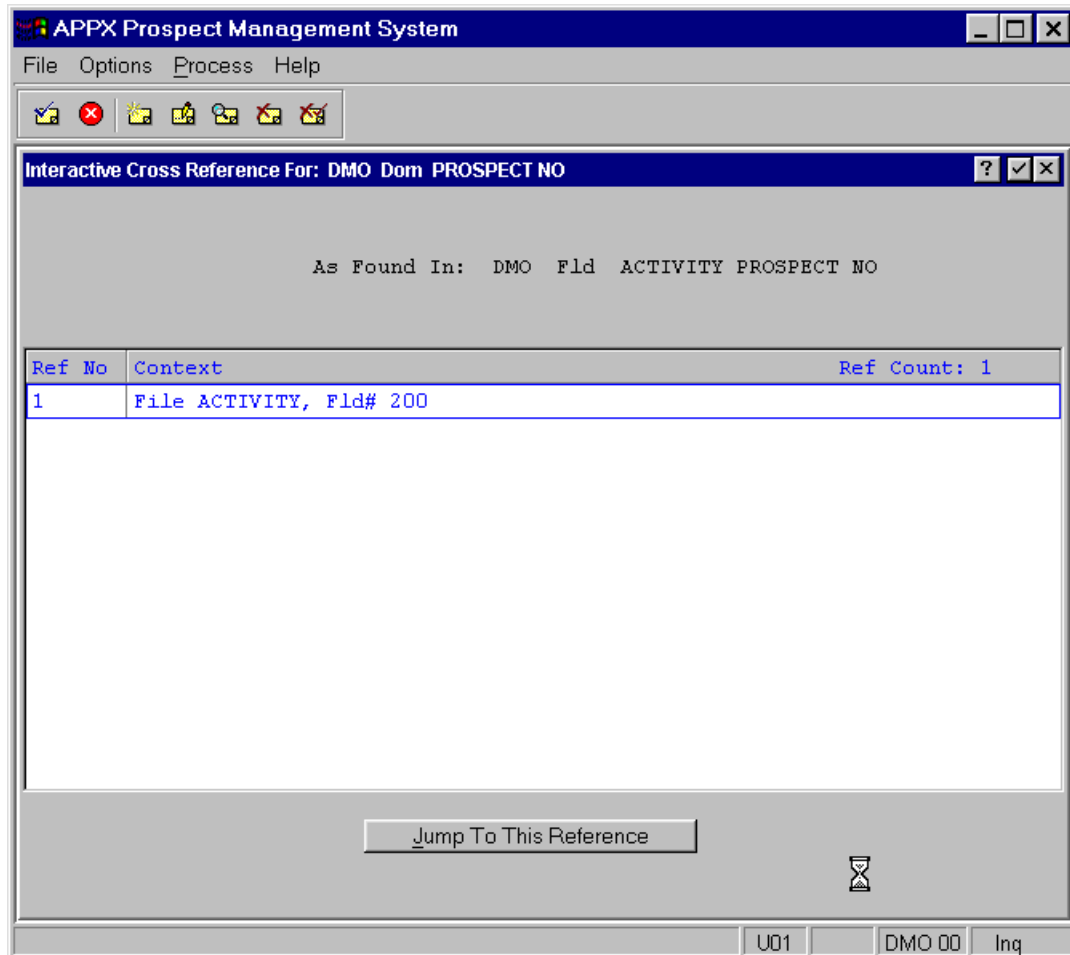 APPX Prospect Management System
File Options Process Help
Interactive Cross Reference For: DMO Dom PROSPECT NO
As Found In: DMO Fld ACTIVITY PROSPECT NO
Ref No Context Ref Count: 1
1 File ACTIVITY, Fld# 200
Jump To This Reference
U01 DMO 00 Inq